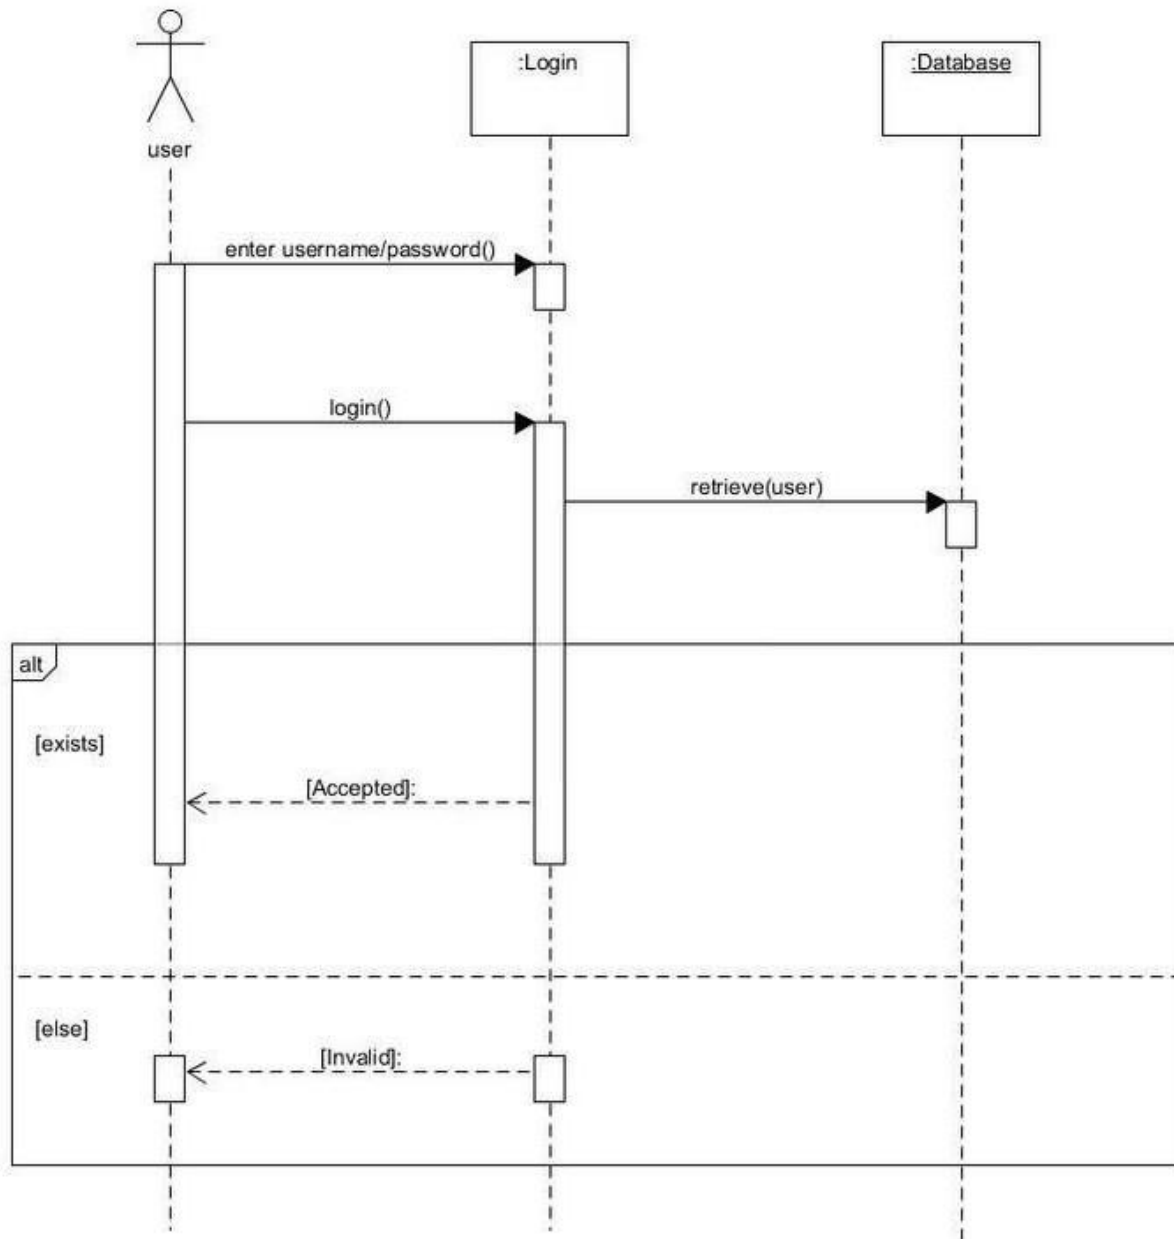 :Login
:Database
user
enter username/password()
login()
retrieve(user)
alt
[exists]
[Accepted]:
[else]
[Invalid]: